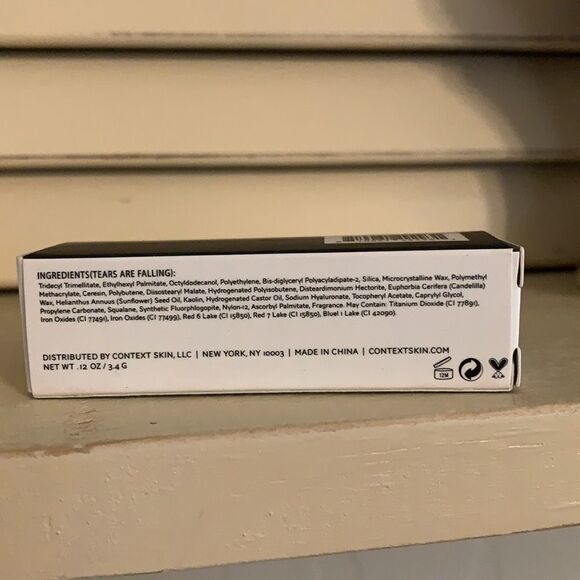 INGREDIENTS(TEARS ARE FALLING):
Tridecyl Trimellitate, Ethylhexyl Palmitate, Octyldodecanol, Polyethylene, Bis-diglyceryl Polyacyladipate-2, Silica, Microcrystalline Wax, Polymethyl
Methacrylate, Ceresin, Polybutene, Diisostearyl Malate, Hydrogenated Polyisobutene, Disteardimonium Hectorite, Euphorbia Cerifera (Candelilla)
Wax, Helianthus Annuus (Sunflower) Seed Oil, Kaolin, Hydrogenated Castor Oil, Sodium Hyaluronate, Tocopheryl Acetate, Caprylyl Glycol,
Propylene Carbonate, Squalane, Synthetic Fluorphlogopite, Nylon-12, Ascorbyl Palmitate, Fragrance. May Contain: Titanium Dioxide (CI 77891),
Iron Oxides (CI 77491), Iron Oxides (CI 77499), Red 6 Lake (CI 15850), Red 7 Lake (CI 15850), Blue 1 Lake (CI 42090).
DISTRIBUTED BY CONTEXT SKIN, LLC | NEW YORK, NY 10003 | MADE IN CHINA | CONTEXTSKIN.COM
NET WT .12 OZ / 3.4 G
12M